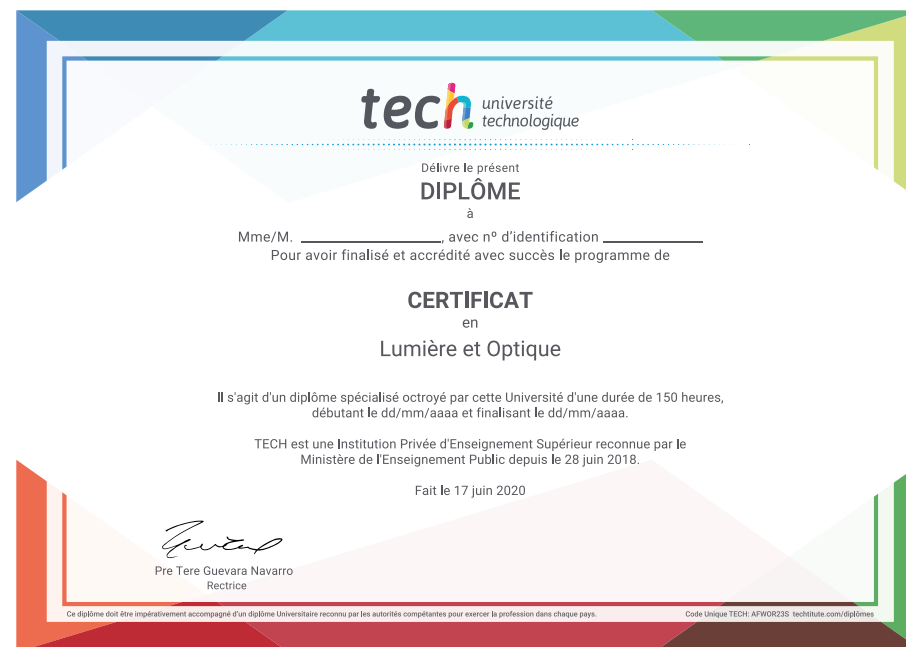 tech université
technologique
Délivre le présent
DIPLÔME
à
Mme/M. ____________________, avec nº d'identification ______________
Pour avoir finalisé et accrédité avec succès le programme de
CERTIFICAT
en
Lumière et Optique
Il s'agit d'un diplôme spécialisé octroyé par cette Université d'une durée de 150 heures,
débutant le dd/mm/aaaa et finalisant le dd/mm/aaaa.
TECH est une Institution Privée d'Enseignement Supérieur reconnue par le
Ministère de l'Enseignement Public depuis le 28 juin 2018.
Fait le 17 juin 2020
Pre Tere Guevara Navarro
Rectrice
Ce diplôme doit être impérativement accompagné d'un diplôme Universitaire reconnu par les autorités compétantes pour exercer la profession dans chaque pays.
Code Unique TECH: AFWOR23S techtitute.com/diplômes